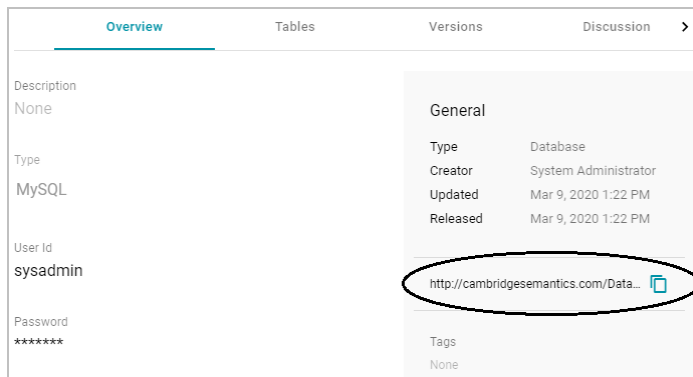 Overview
Tables
Versions
Discussion
Description
None
Type
MySQL
User Id
sysadmin
Password
*******
General
Type Database
Creator System Administrator
Updated Mar 9, 2020 1:22 PM
Released Mar 9, 2020 1:22 PM
http://cambridgesemantics.com/Data...
Tags
None